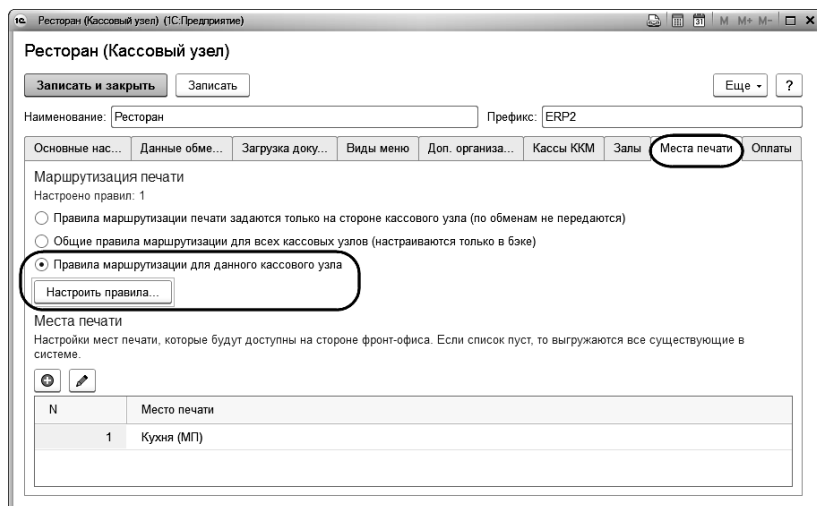 1С Ресторан (Кассовый узел) (1С:Предприятие) 31 M M+ M-
Ресторан (Кассовый узел)
Записать и закрыть Записать Еще ?
Наименование: Ресторан Префикс: ERP2
Основные нас... Данные обме... Загрузка доку... Виды меню Доп. организа... Кассы ККМ Залы Места печати Оплаты
Маршрутизация печати
Настроено правил: 1
Правила маршрутизации печати задаются только на стороне кассового узла (по обменам не передаются)
Общие правила маршрутизации для всех кассовых узлов (настраиваются только в бэке)
Правила маршрутизации для данного кассового узла
Настроить правила...
Места печати
Настройки мест печати, которые будут доступны на стороне фронт-офиса. Если список пуст, то выгружаются все существующие в
системе.
N Место печати
1 Кухня (МП)